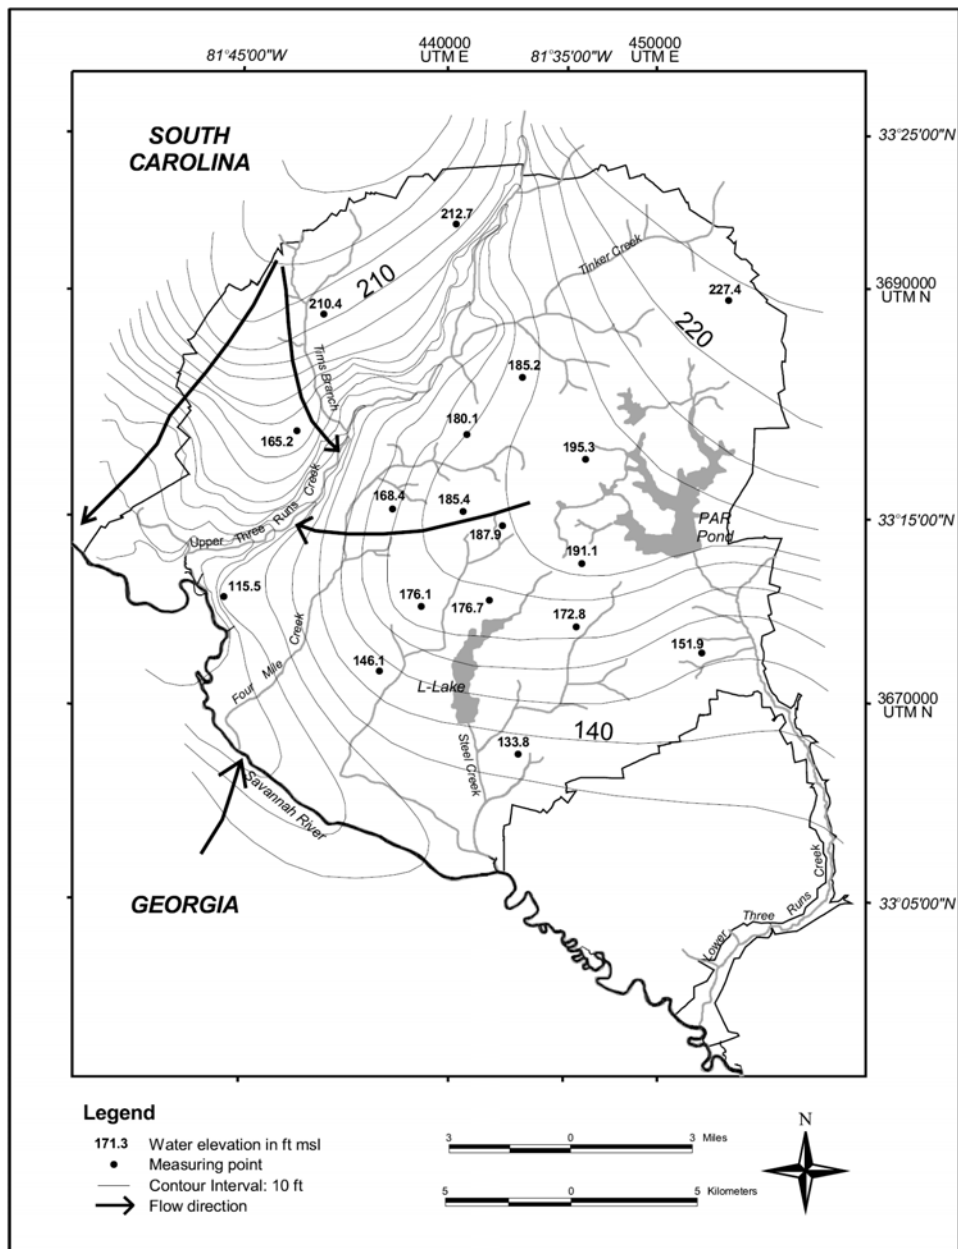 440000
UTM E
450000
UTM E
81°45'00"W
81°35'00"W
SOUTH
CAROLINA
33°25'00"N
212.7
Tinker Creek
210
227.4
3690000
UTM N
210.4
220
Tims Branch
185.2
180.1
165.2
195.3
Creek
168.4
185.4
PAR
Pond
33°15'00"N
Upper Three Runs
187.9
191.1
115.5
176.1
176.7
172.8
Four Mile Creek
151.9
146.1
L-Lake
3670000
UTM N
140
133.8
Steel Creek
Savannah River
GEORGIA
Lower Three Runs Creek
33°05'00"N
Legend
171.3 Water elevation in ft msl
Measuring point
Contour Interval: 10 ft
Flow direction
3 0 3 Miles
5 0 5 Kilometers
N